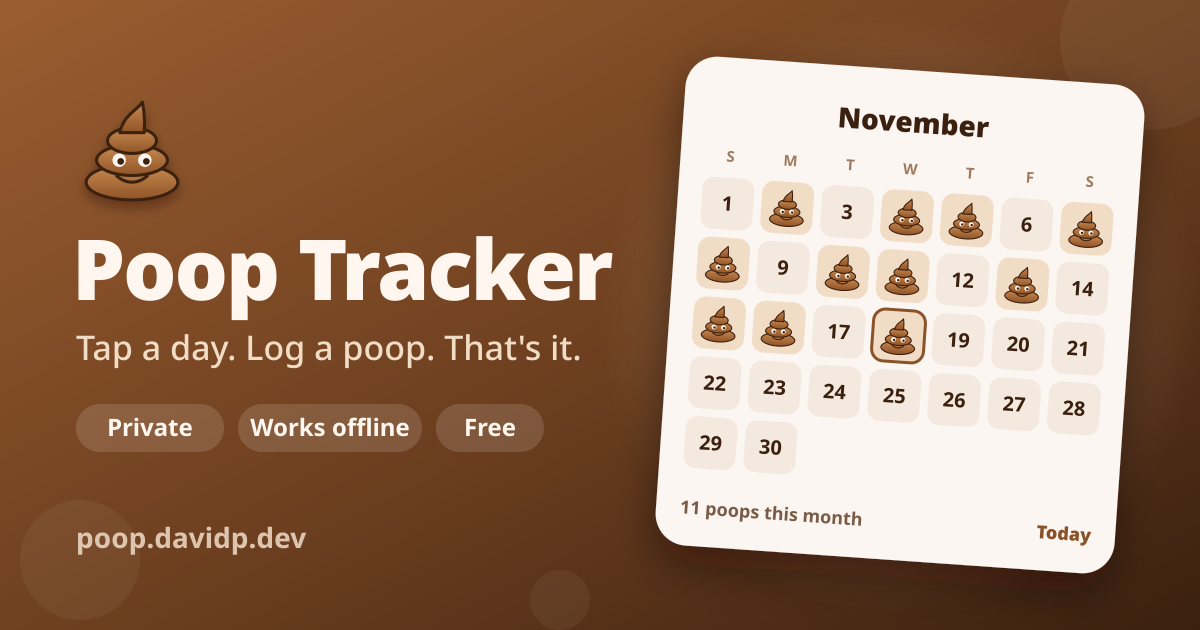 Poop Tracker
Tap a day. Log a poop. That's it.
Private Works offline Free
poop.davidp.dev
November
S M T W T F S
1 3 6
9 12 14
17 19 20 21
22 23 24 25 26 27 28
29 30
11 poops this month Today